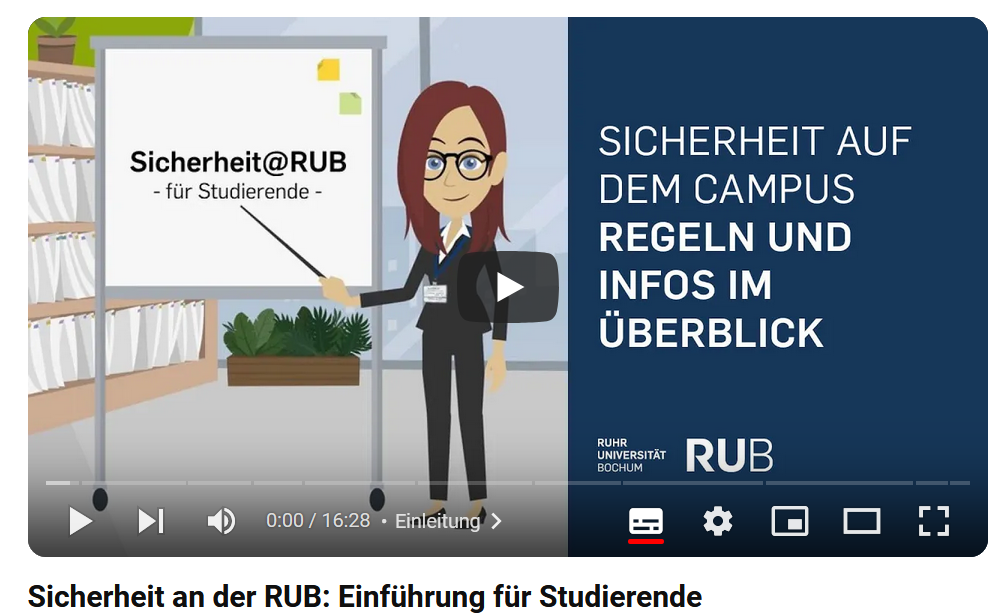 Sicherheit@RUB
- für Studierende -
SICHERHEIT AUF
DEM CAMPUS
REGELN UND
INFOS IM
ÜBERBLICK
RUHR
UNIVERSITÄT
BOCHUM
RUB
0:00 / 16:28 • Einleitung
Sicherheit an der RUB: Einführung für Studierende